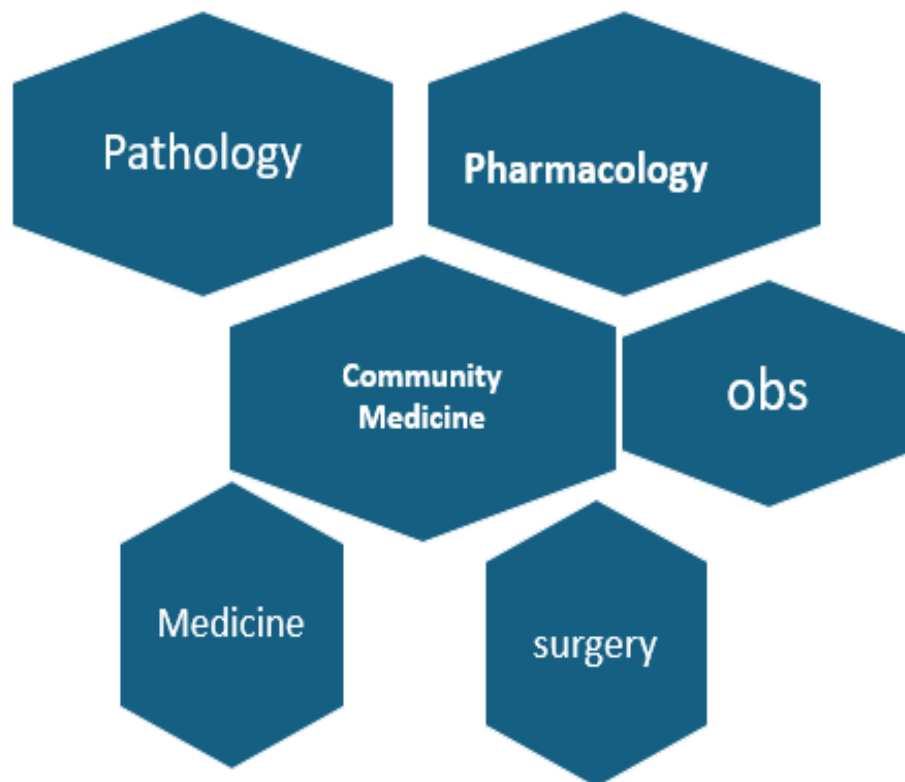 Pathology
Pharmacology
Community
Medicine
obs
Medicine
surgery